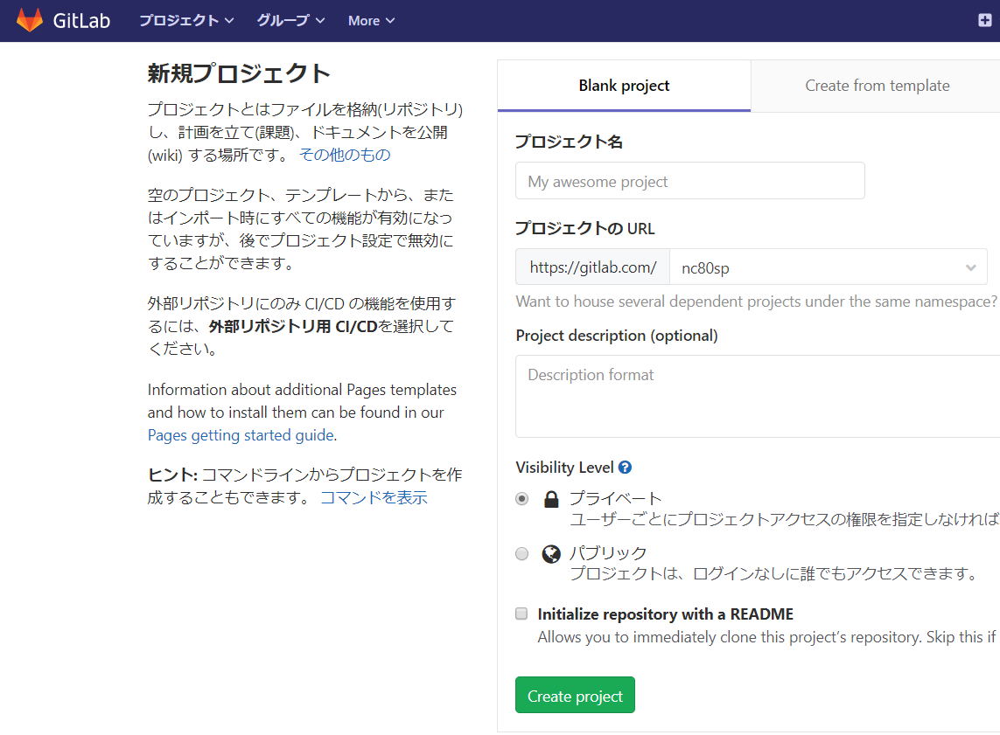 GitLab
プロジェクト
グループ
More
新規プロジェクト
プロジェクトとはファイルを格納(リポジトリ)
し、計画を立て(課題)、ドキュメントを公開
(wiki) する場所です。 その他のもの
空のプロジェクト、テンプレートから、また
はインポート時にすべての機能が有効になっ
ていますが、後でプロジェクト設定で無効に
することができます。
外部リポジトリにのみ CI/CD の機能を使用す
るには、外部リポジトリ用 CI/CDを選択して
ください。
Information about additional Pages templates
and how to install them can be found in our
Pages getting started guide.
ヒント: コマンドラインからプロジェクトを作
成することもできます。 コマンドを表示
Blank project
Create from template
プロジェクト名
My awesome project
プロジェクトの URL
https://gitlab.com/
nc80sp
Want to house several dependent projects under the same namespace?
Project description (optional)
Description format
Visibility Level
プライベート
ユーザーごとにプロジェクトアクセスの権限を指定しなければ
パブリック
プロジェクトは、ログインなしに誰でもアクセスできます。
Initialize repository with a README
Allows you to immediately clone this project’s repository. Skip this if
Create project